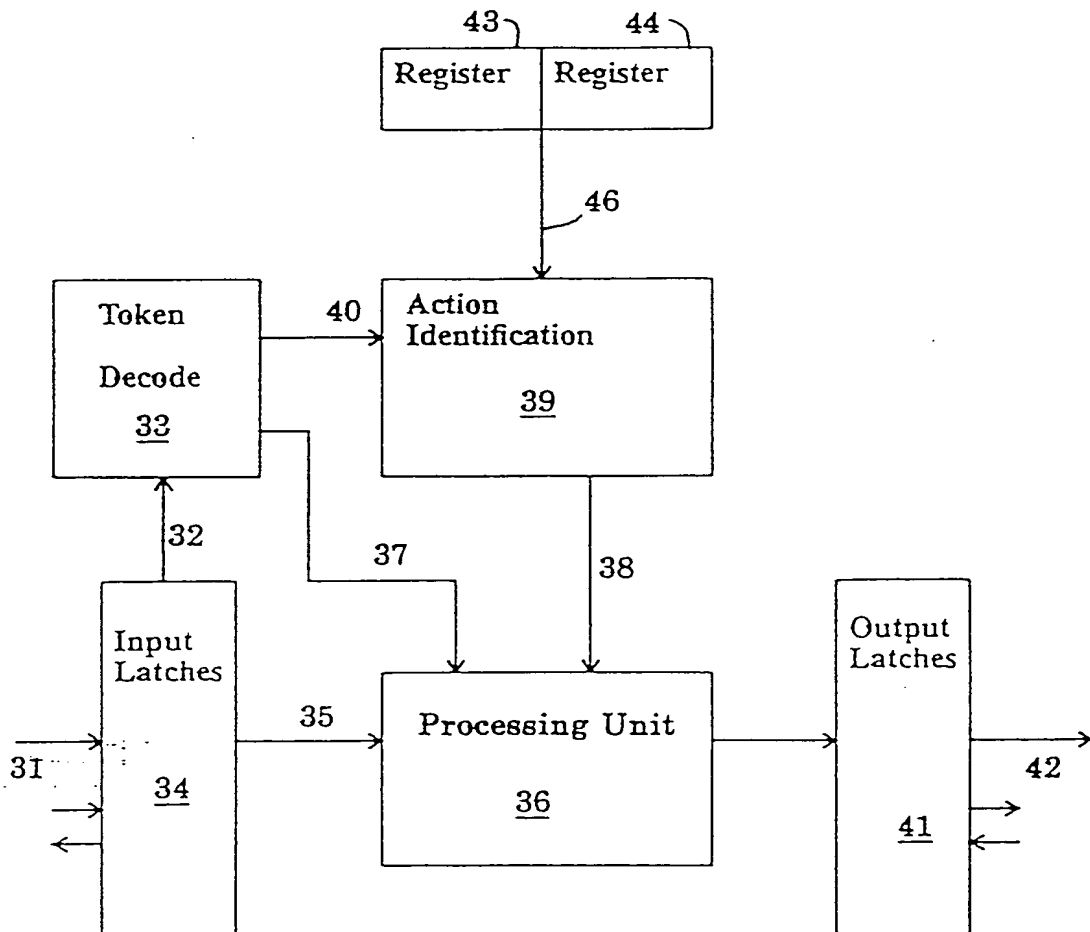 43
44
Register
Register
46
Token
Decode
33
40
Action
Identification
39
32
37
38
Input
Latches
34
31
35
Processing Unit
36
Output
Latches
41
42